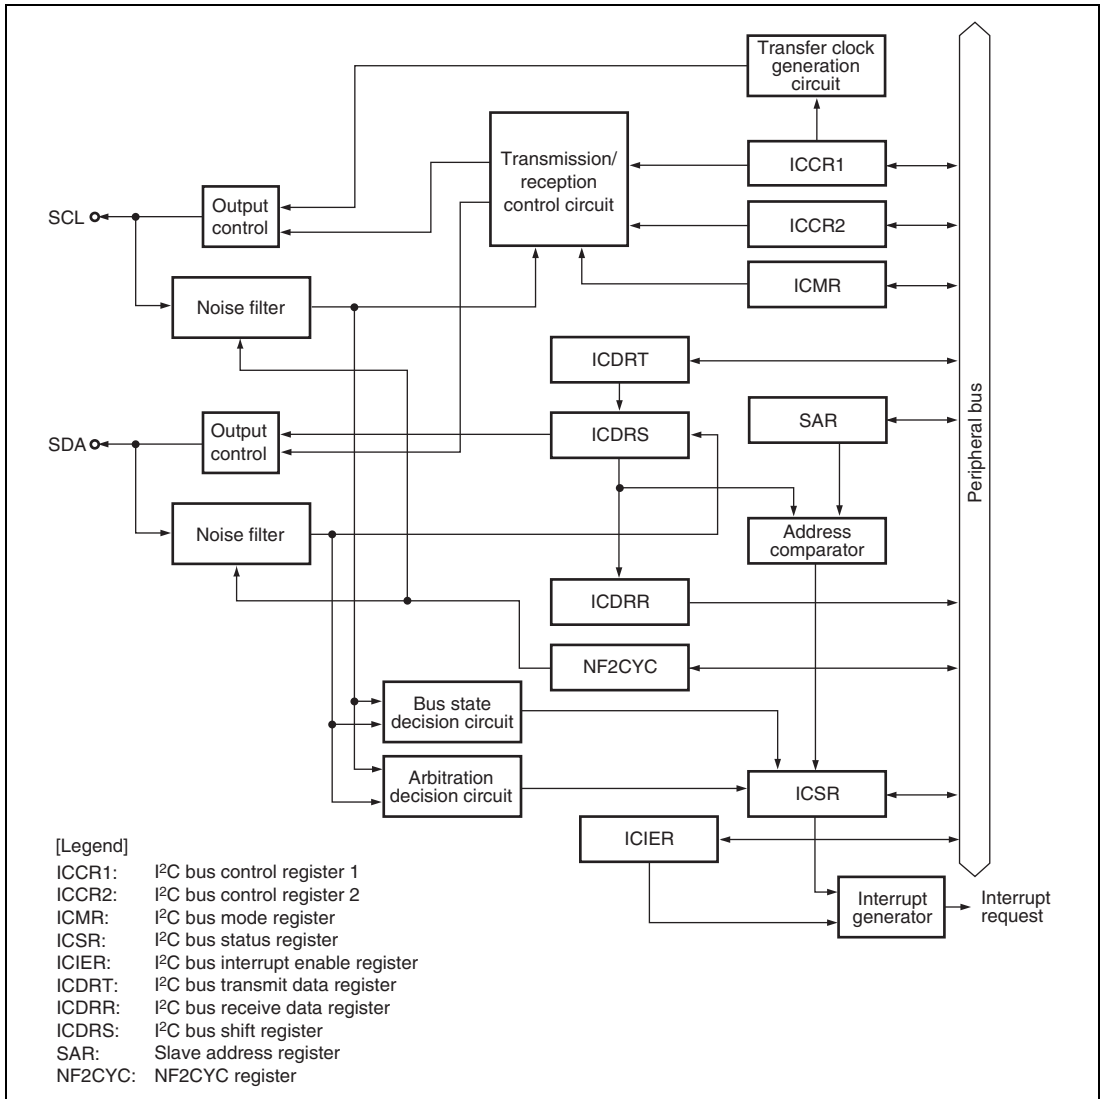 Transfer clock
generation
circuit
Transmission/
reception
control circuit
ICCR1
Output
control
SCL
ICCR2
ICMR
Noise filter
ICDRT
Peripheral bus
SAR
Output
control
ICDRS
SDA
Noise filter
Address
comparator
ICDRR
NF2CYC
Bus state
decision circuit
Arbitration
decision circuit
ICSR
ICIER
Interrupt
generator
Interrupt
request
[Legend]
ICCR1: I2C bus control register 1
ICCR2: I2C bus control register 2
ICMR: I2C bus mode register
ICSR: I2C bus status register
ICIER: I2C bus interrupt enable register
ICDRT: I2C bus transmit data register
ICDRR: I2C bus receive data register
ICDRS: I2C bus shift register
SAR: Slave address register
NF2CYC: NF2CYC register